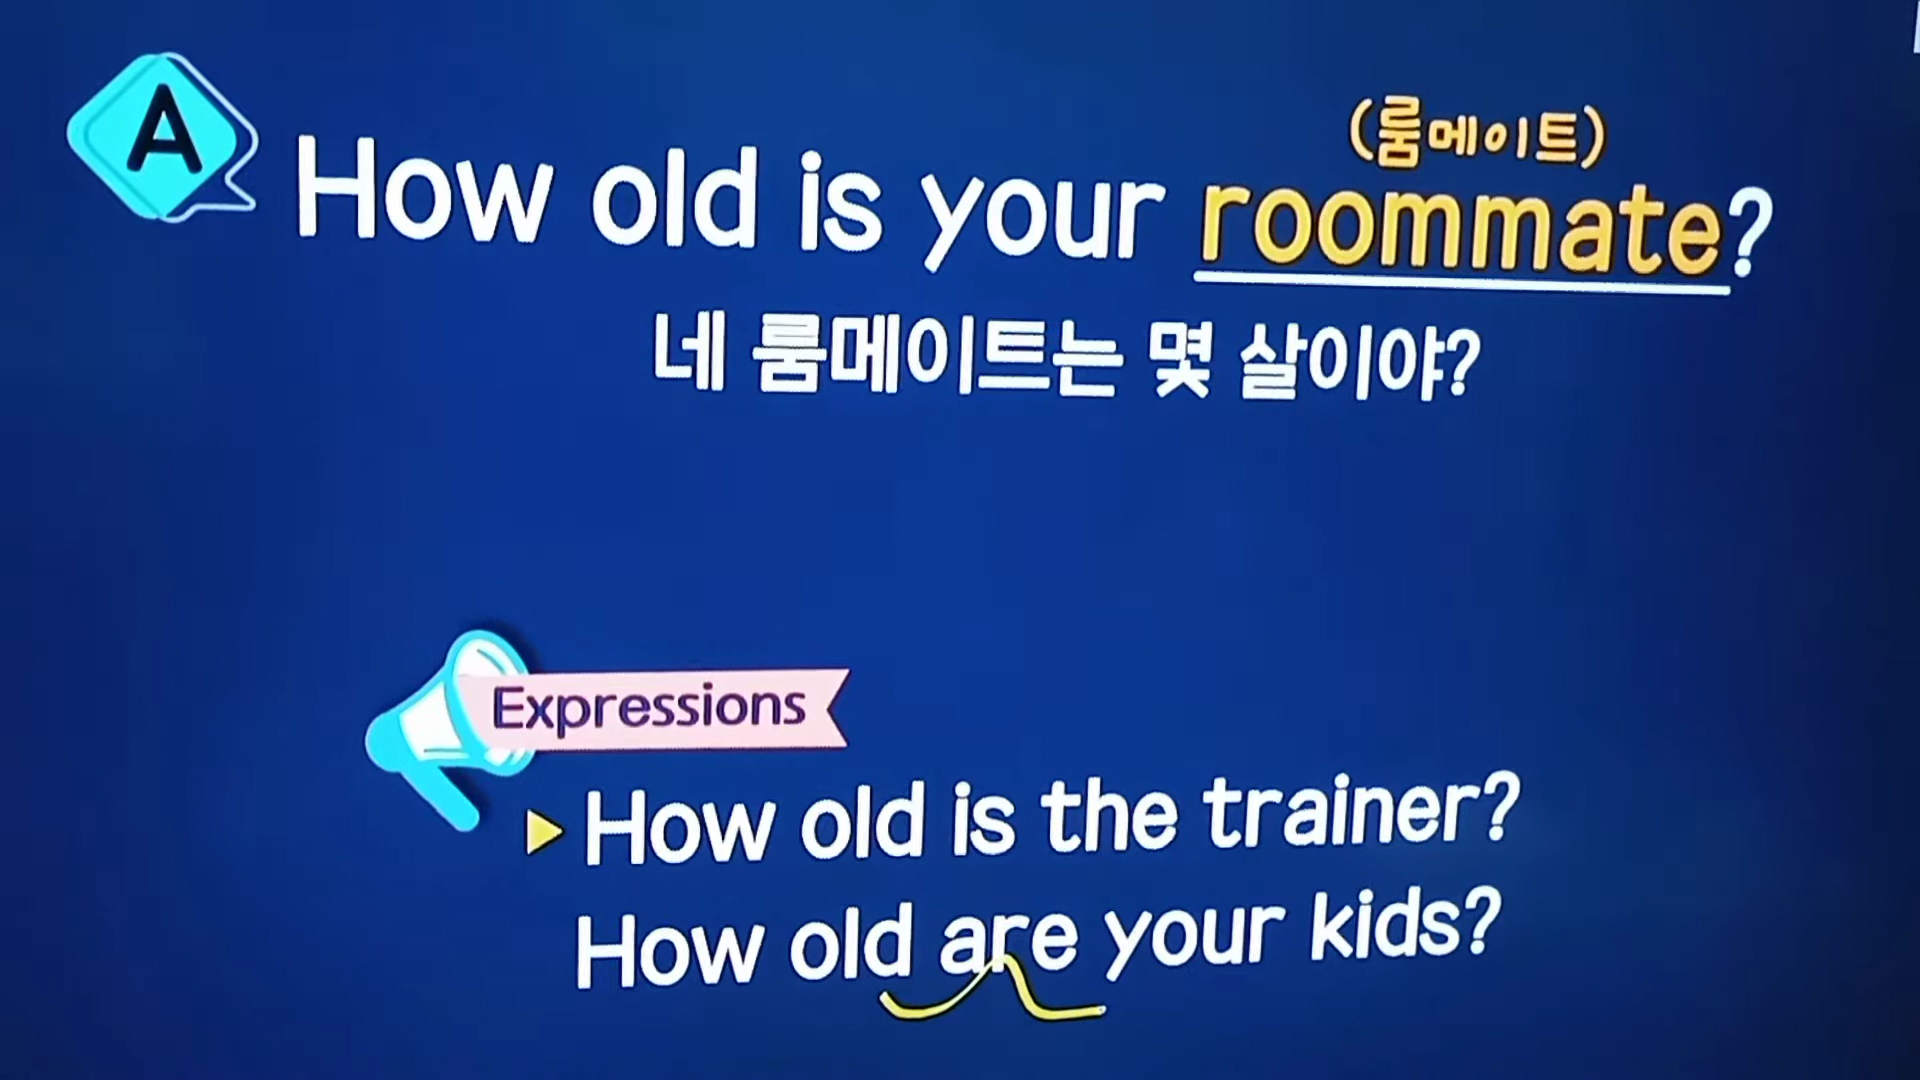 A
(룸메이트)
How old is your roommate?
네 룸메이트는 몇 살이야?
Expressions
How old is the trainer?
How old are your kids?